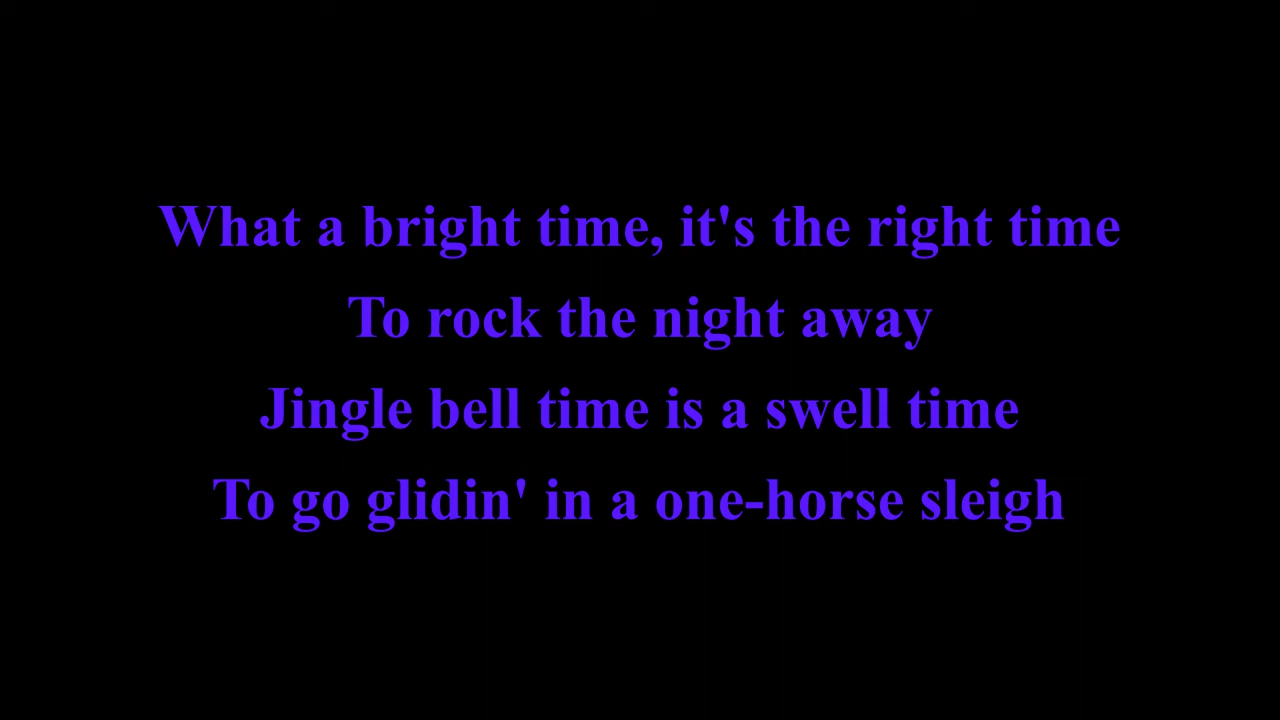 What a bright time, it's the right time
To rock the night away
Jingle bell time is a swell time
To go glidin' in a one-horse sleigh